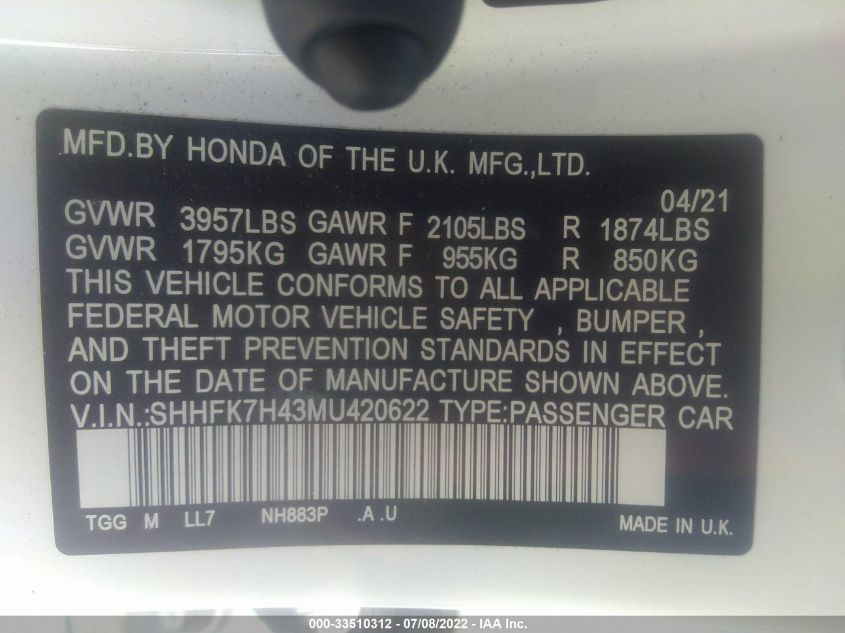 MFD.BY HONDA OF THE U.K. MFG.,LTD.
04/21
GVWR 3957LBS GAWR F 2105LBS R 1874LBS
GVWR 1795KG GAWR F 955KG R 850KG
THIS VEHICLE CONFORMS TO ALL APPLICABLE
FEDERAL MOTOR VEHICLE SAFETY , BUMPER ,
AND THEFT PREVENTION STANDARDS IN EFFECT
ON THE DATE OF MANUFACTURE SHOWN ABOVE.
V.I.N.:SHHFK7H43MU420622 TYPE:PASSENGER CAR
TGG M LL7 NH883P .A .U MADE IN U.K.
000-33510312 - 07/08/2022 - IAA Inc.